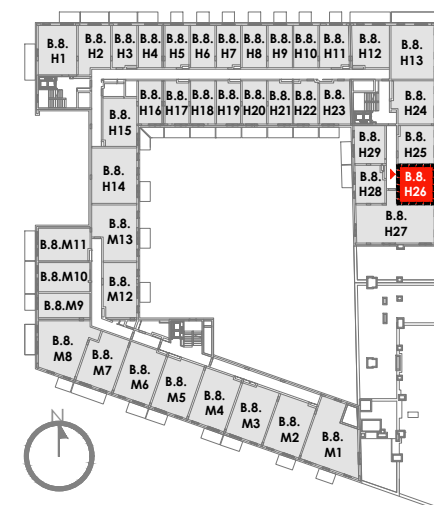 B.8.
H1
B.8.
H2
B.8.
H3
B.8.
H4
B.8.
H5
B.8.
H6
B.8.
H7
B.8.
H8
B.8.
H9
B.8.
H10
B.8.
H11
B.8.
H12
B.8.
H13
B.8.
H16
B.8.
H17
B.8.
H18
B.8.
H19
B.8.
H20
B.8.
H21
B.8.
H22
B.8.
H23
B.8.
H24
B.8.
H15
B.8.
H29
B.8.
H25
B.8.
H14
B.8.
H28
B.8.
H26
B.8.
H27
B.8.M11
B.8.
M13
B.8.M10
B.8.
M12
B.8.M9
B.8.
M8
B.8.
M7
B.8.
M6
B.8.
M5
B.8.
M4
B.8.
M3
B.8.
M2
B.8.
M1
N